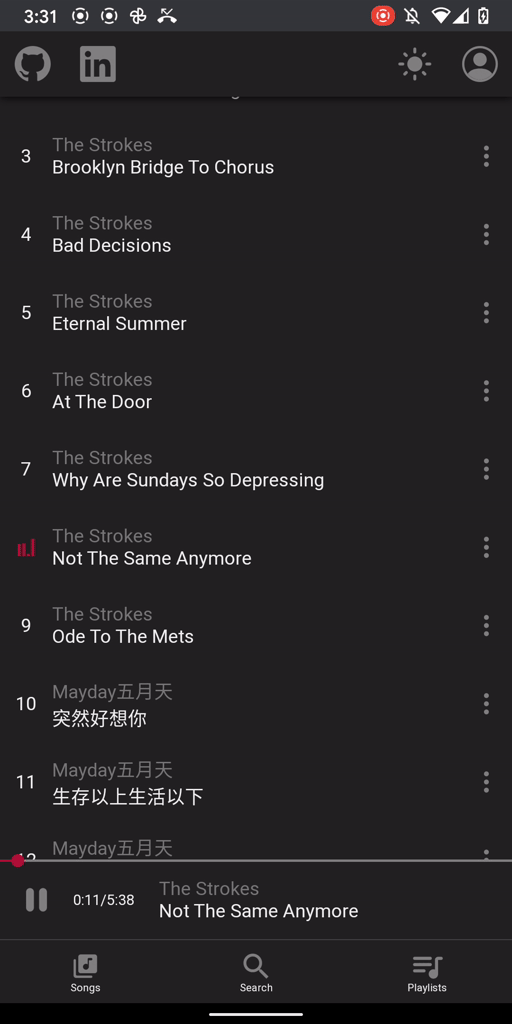 3:31
in
3
The Strokes
Brooklyn Bridge To Chorus
4
The Strokes
Bad Decisions
5
The Strokes
Eternal Summer
6
The Strokes
At The Door
7
The Strokes
Why Are Sundays So Depressing
The Strokes
Not The Same Anymore
9
The Strokes
Ode To The Mets
10
Mayday五月天
突然好想你
11
Mayday五月天
生存以上生活以下
12
Mayday五月天
0:11/5:38
The Strokes
Not The Same Anymore
Songs
Search
Playlists